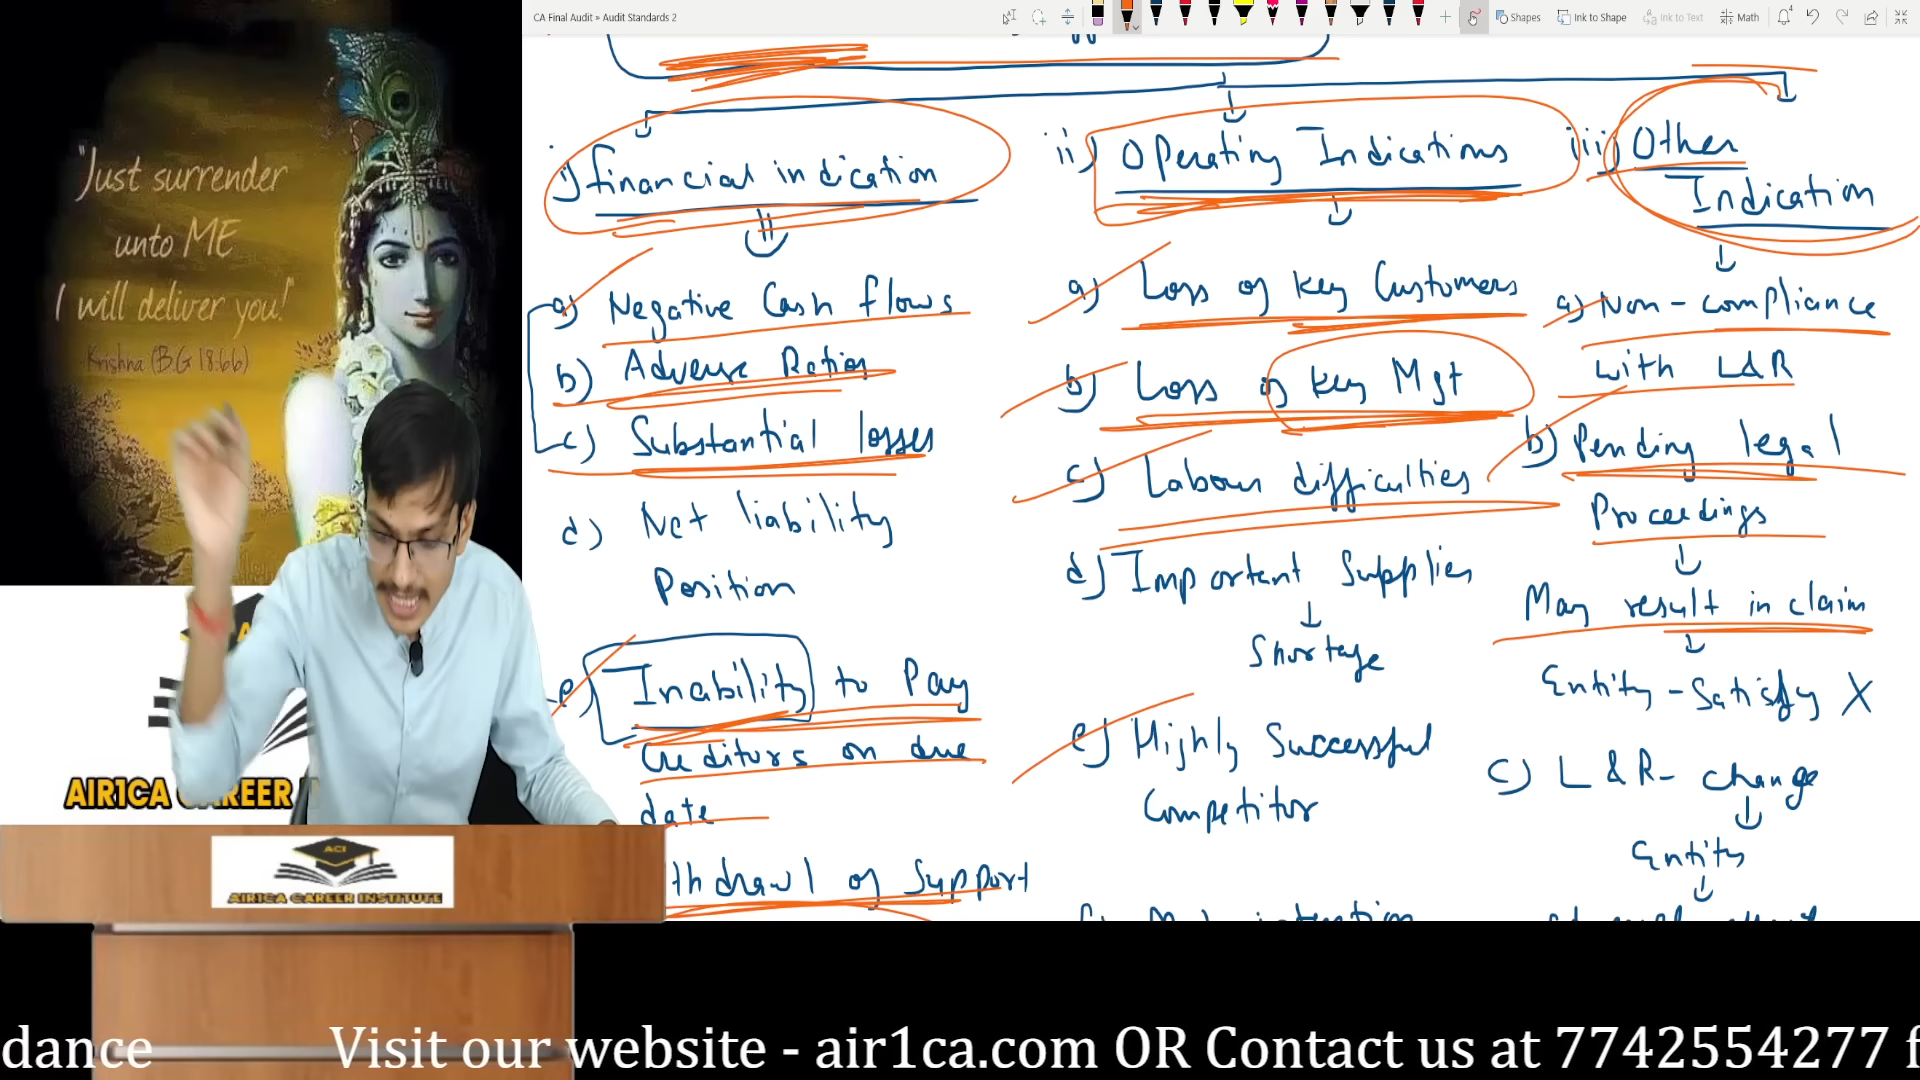 CA Final Audit » Audit Standards 2
Shapes
Ink to Shape
Ink to Text
Math
"Just surrender
unto ME
I will deliver you!"
-Krishna (B.G 18:66)
i) financial indication
a) Negative Cash flows
b) Adverse Ratios
c) Substantial losses
d) Net liability
Position
e) Inability to Pay
Creditors on due
date
thdrawl of Support
ii) Operating Indications
a) Loss of key Customers
b) Loss of key Mgt
c) Labour difficulties
d) Important Supplies
Shortage
e) Highly Successful
Competitor
iii) Other
Indication
a) Non-compliance
with L&R
b) Pending legal
Proceedings
May result in claim
Entity - Satisfy X
c) L & R - change
Entity
AIR1CA CAREER
ACI
AIR1CA CAREER INSTITUTE
dance Visit our website - air1ca.com OR Contact us at 7742554277 f